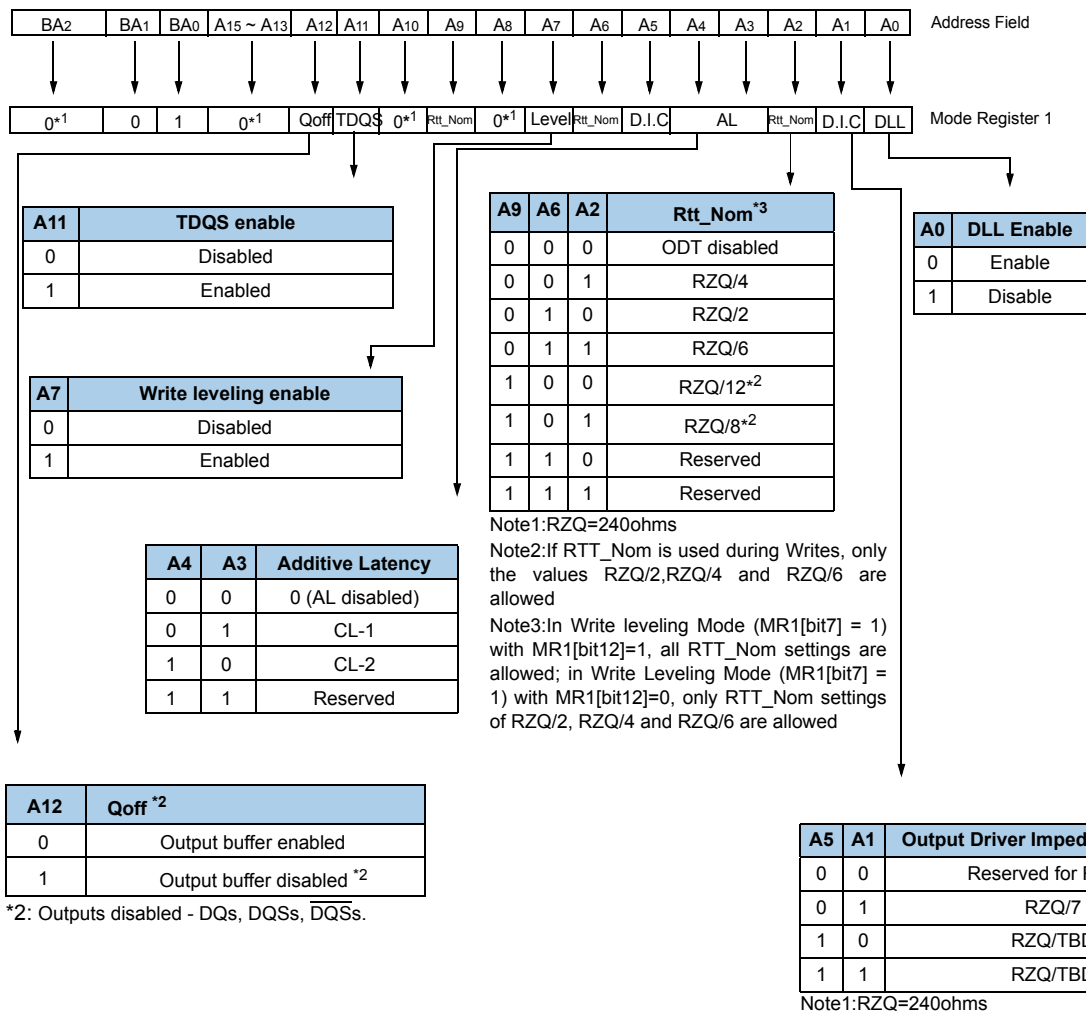 BA2 BA1 BA0 A15 ~ A13 A12 A11 A10 A9 A8 A7 A6 A5 A4 A3 A2 A1 A0 Address Field
0*1 0 1 0*1 Qoff TDQS 0*1 Rtt_Nom 0*1 Level Rtt_Nom D.I.C AL Rtt_Nom D.I.C DLL Mode Register 1
A11 TDQS enable
0 Disabled
1 Enabled
A9 A6 A2 Rtt_Nom*3
0 0 0 ODT disabled
0 0 1 RZQ/4
0 1 0 RZQ/2
0 1 1 RZQ/6
1 0 0 RZQ/12*2
1 0 1 RZQ/8*2
1 1 0 Reserved
1 1 1 Reserved
Note1:RZQ=240ohms
Note2:If RTT_Nom is used during Writes, only
the values RZQ/2,RZQ/4 and RZQ/6 are
allowed
Note3:In Write leveling Mode (MR1[bit7] = 1)
with MR1[bit12]=1, all RTT_Nom settings are
allowed; in Write Leveling Mode (MR1[bit7] =
1) with MR1[bit12]=0, only RTT_Nom settings
of RZQ/2, RZQ/4 and RZQ/6 are allowed
A0 DLL Enable
0 Enable
1 Disable
A7 Write leveling enable
0 Disabled
1 Enabled
A4 A3 Additive Latency
0 0 0 (AL disabled)
0 1 CL-1
1 0 CL-2
1 1 Reserved
A12 Qoff *2
0 Output buffer enabled
1 Output buffer disabled *2
*2: Outputs disabled - DQs, DQSs, D̅Q̅S̅s.
A5 A1 Output Driver
0 0 Reserved for
0 1 RZQ/7
1 0
1 1
Note1:RZQ=240ohms